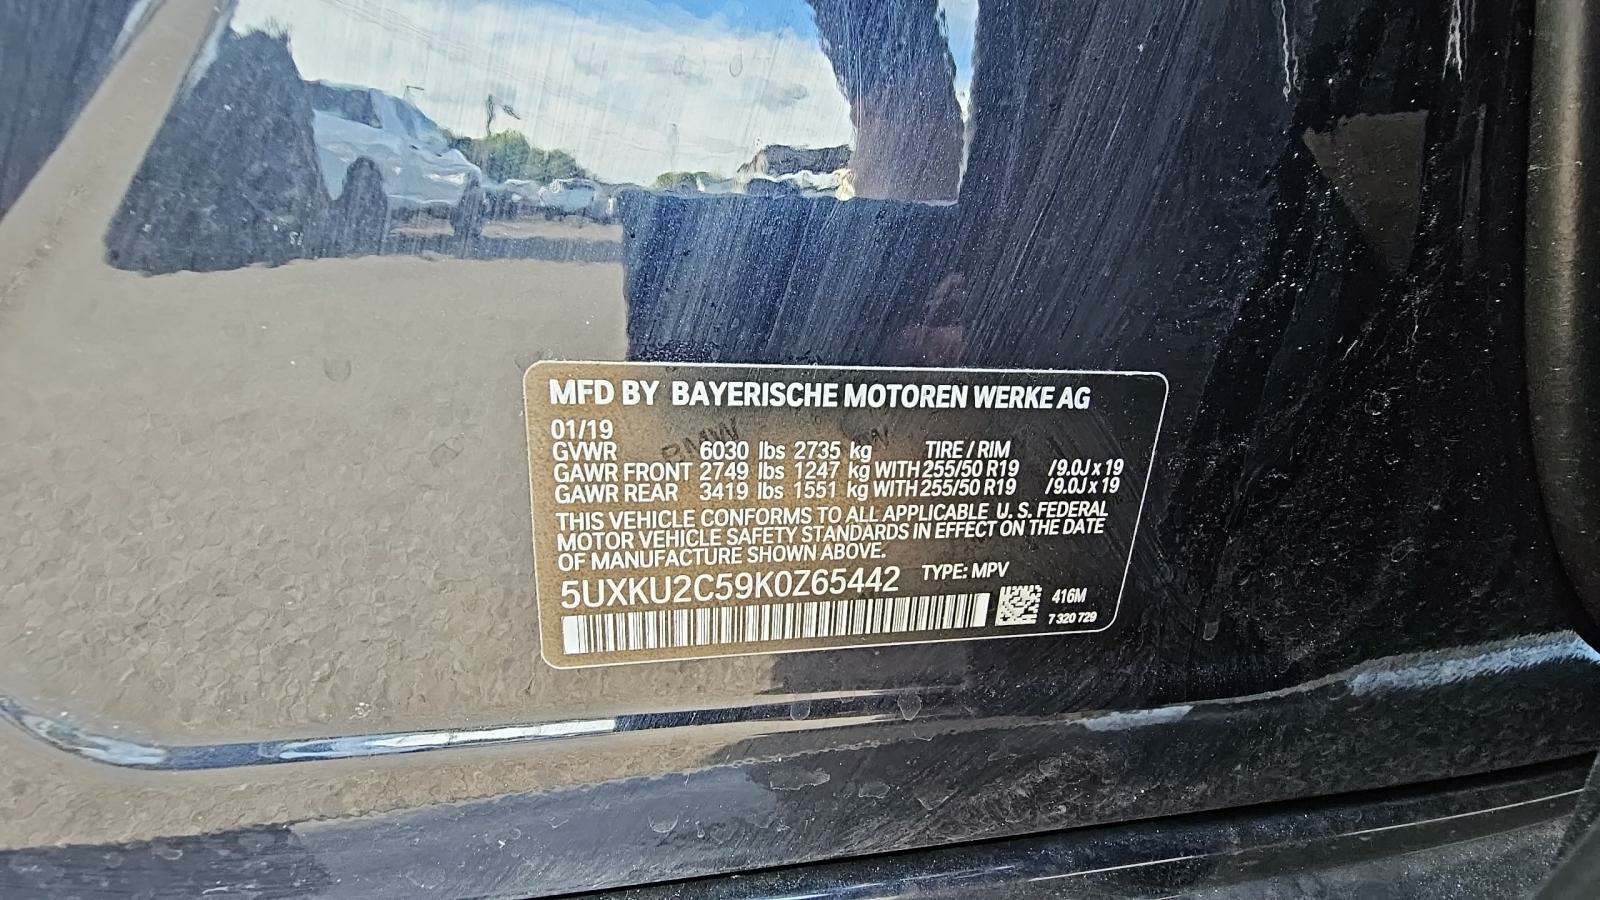 MFD BY BAYERISCHE MOTOREN WERKE AG
01/19
GVWR 6030 lbs 2735 kg TIRE / RIM
GAWR FRONT 2749 lbs 1247 kg WITH 255/50 R19 /9.0J x 19
GAWR REAR 3419 lbs 1551 kg WITH 255/50 R19 /9.0J x 19
THIS VEHICLE CONFORMS TO ALL APPLICABLE U. S. FEDERAL
MOTOR VEHICLE SAFETY STANDARDS IN EFFECT ON THE DATE
OF MANUFACTURE SHOWN ABOVE.
5UXKU2C59K0Z65442 TYPE: MPV
416M
7 320 729